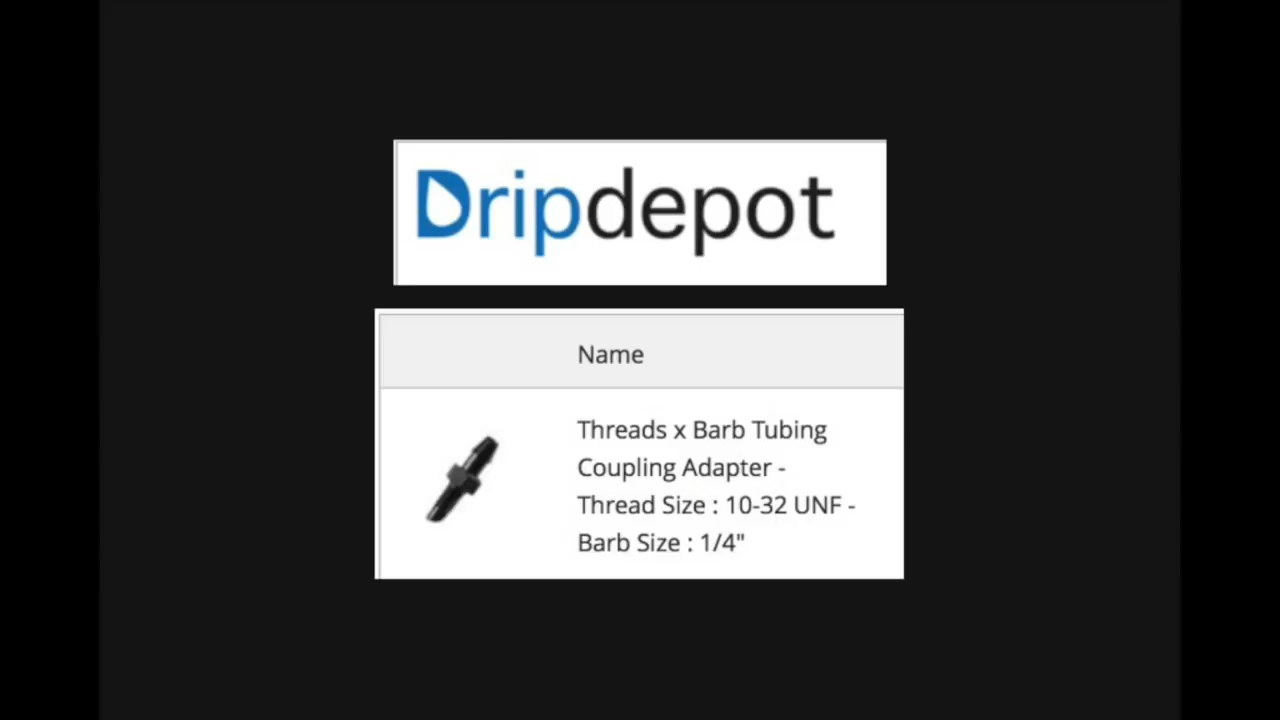 Dripdepot
Name
Threads x Barb Tubing
Coupling Adapter -
Thread Size : 10-32 UNF -
Barb Size : 1/4"